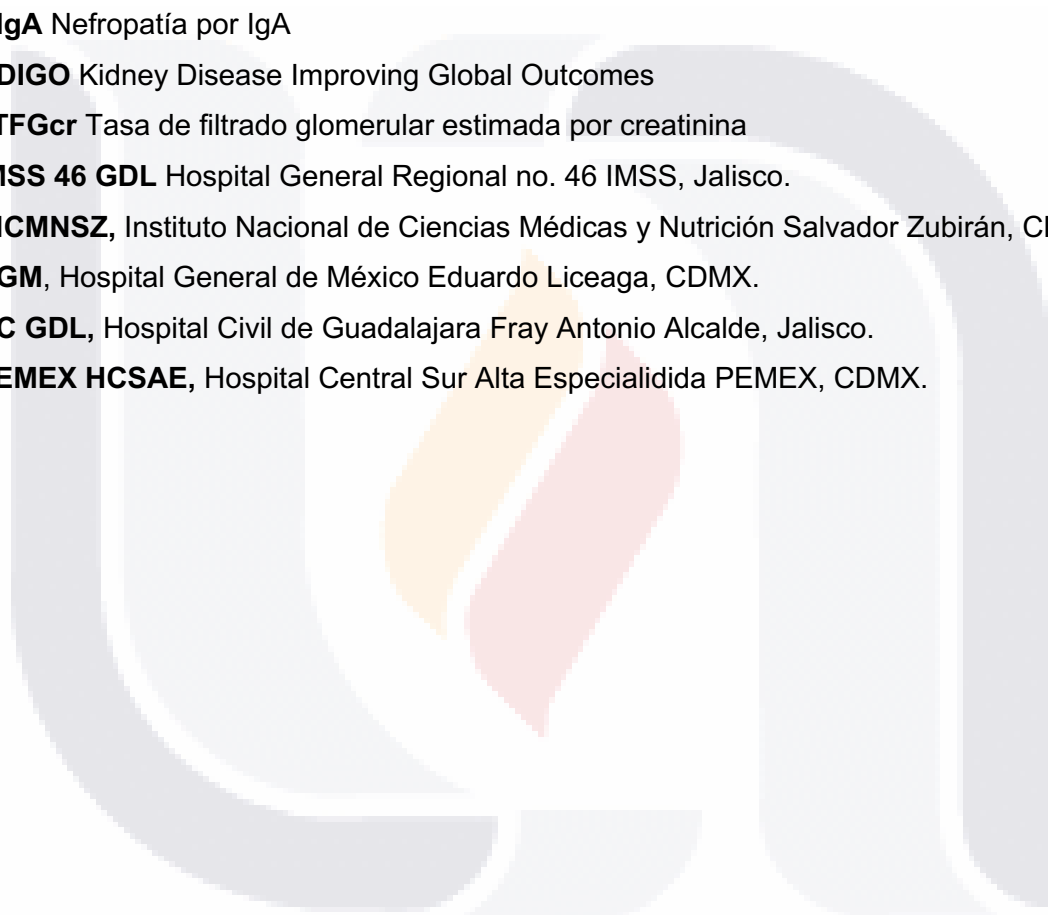 IgA Nefropatía por IgA
DIGO Kidney Disease Improving Global Outcomes
TFGcr Tasa de filtrado glomerular estimada por creatinina
MSS 46 GDL Hospital General Regional no. 46 IMSS, Jalisco.
ICMNSZ, Instituto Nacional de Ciencias Médicas y Nutrición Salvador Zubirán,
GM, Hospital General de México Eduardo Liceaga, CDMX.
C GDL, Hospital Civil de Guadalajara Fray Antonio Alcalde, Jalisco.
EMEX HCSAE, Hospital Central Sur Alta Especialidida PEMEX, CDMX.